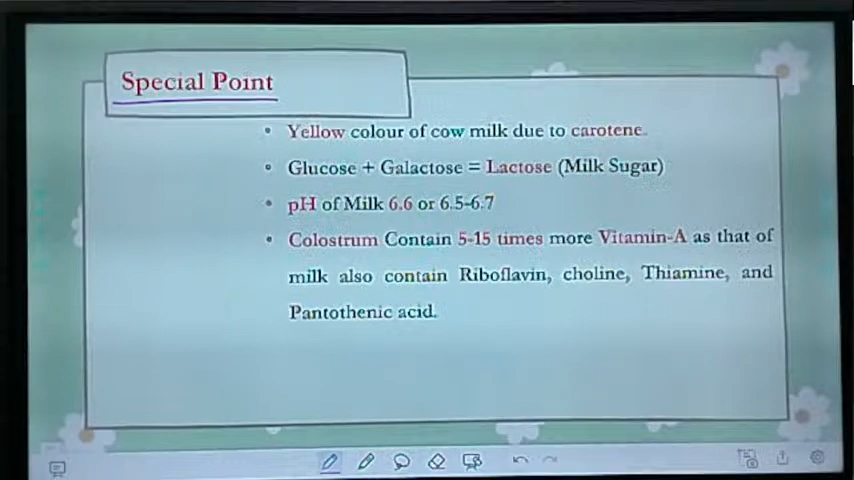 Special Point
• Yellow colour of cow milk due to carotene.
• Glucose + Galactose = Lactose (Milk Sugar)
• pH of Milk 6.6 or 6.5-6.7
• Colostrum Contain 5-15 times more Vitamin-A as that of
milk also contain Riboflavin, choline, Thiamine, and
Pantothenic acid.